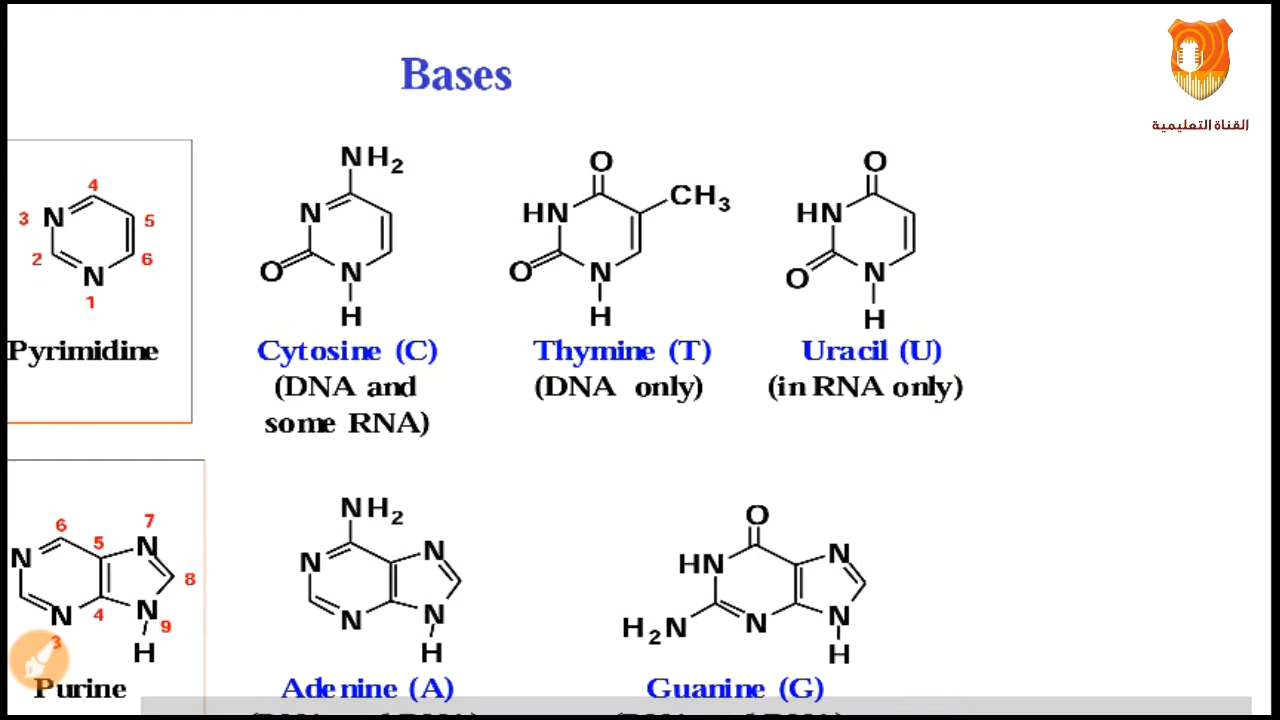 Bases
القناة التعليمية
NH2
N
N
H
O
Cytosine (C)
(DNA and
some RNA)
O
CH3
HN
O
N
H
Thymine (T)
(DNA only)
O
HN
O
N
H
Uracil (U)
(in RNA only)
4
3 N
5
2
6
N
1
Pyrimidine
6
7
N
5
N
8
N
4
N
9
3
H
Purine
NH2
N
N
N
N
H
Adenine (A)
O
HN
N
H2N
N
N
H
Guanine (G)